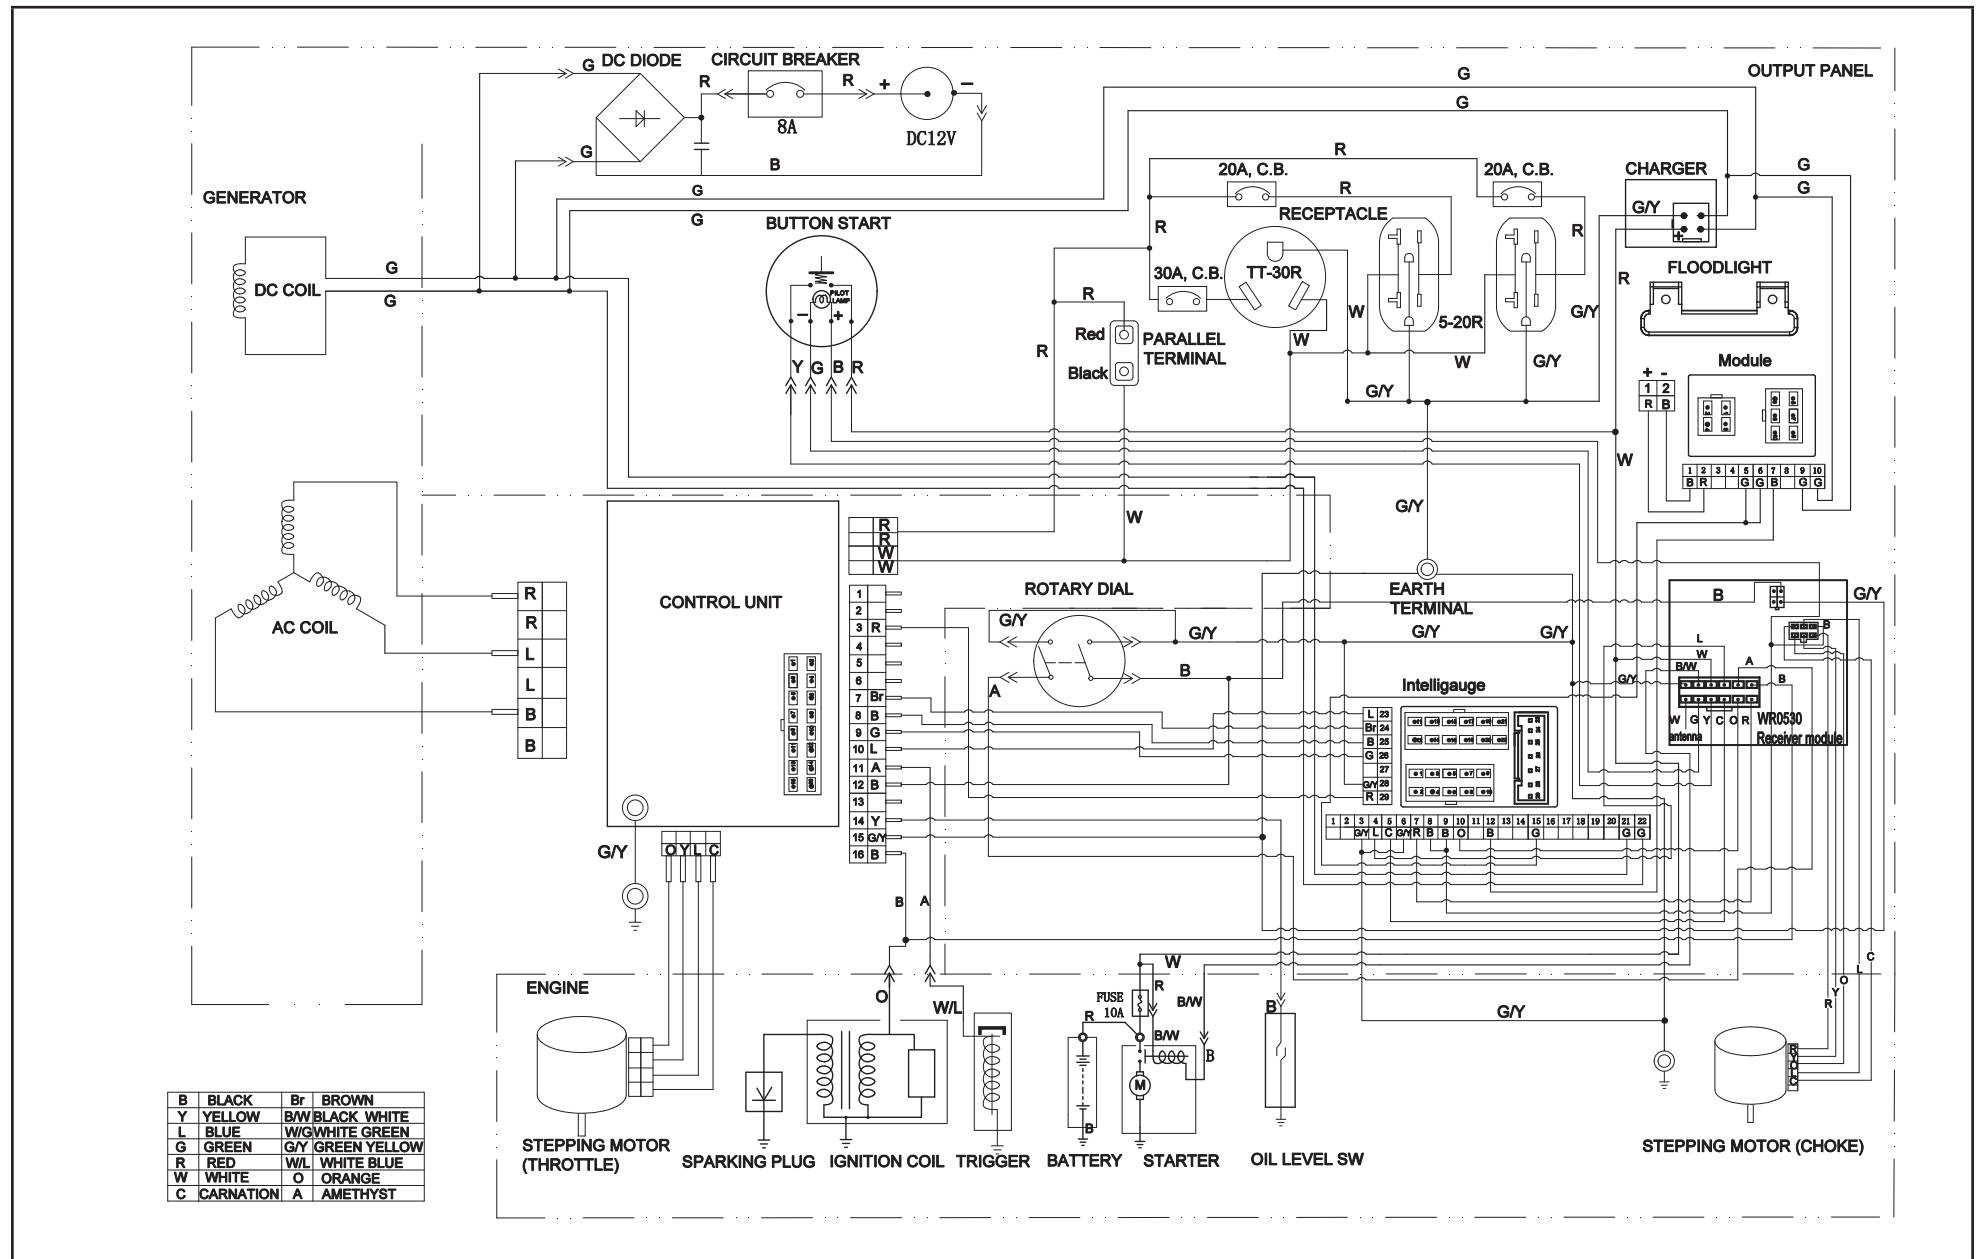 OUTPUT PANEL
GENERATOR
DC COIL
G
G
AC COIL
G
DC DIODE
G
R
CIRCUIT BREAKER
8A
R
+
−
DC12V
B
G
G
G
G
BUTTON START
PILOT
LAMP
−
+
Y G B R
R
20A, C.B.
R
20A, C.B.
RECEPTACLE
R
R
30A, C.B.
TT-30R
R
Red
PARALLEL
TERMINAL
Black
R
W
W
5-20R
W
G/Y
G/Y
G/Y
CHARGER
G/Y
+
G
G
R
FLOODLIGHT
Module
+ -
1 2
R B
W
1 2 3 4 5 6 7 8 9 10
B R G G B G G
CONTROL UNIT
R
R
W
W
W
R
R
L
L
B
B
1
2
3 R
4
5
6
7 Br
8 B
9 G
10 L
11 A
12 B
13
14 Y
15 G/Y
16 B
G/Y
O Y L C
ROTARY DIAL
G/Y
G/Y
A
B
G/Y
EARTH
TERMINAL
G/Y
G/Y
Intelligauge
L 23
Br 24
B 25
G 26
27
G/Y 28
R 29
1 2 3 4 5 6 7 8 9 10 11 12 13 14 15 16 17 18 19 20 21 22
G/Y L C G/Y R B B O B G G G
B
G/Y
B
L
W
B/W
A
G/Y
B
W G Y C O R
antenna
WR0530
Receiver module
B
A
ENGINE
O
W/L
STEPPING MOTOR
(THROTTLE)
SPARKING PLUG
IGNITION COIL
TRIGGER
W
FUSE
10A
R
R
B/W
B/W
B
M
B
BATTERY
STARTER
B
OIL LEVEL SW
G/Y
C
L
O
Y
R
R
Y
O
L
C
STEPPING MOTOR (CHOKE)
B BLACK Br BROWN
Y YELLOW B/W BLACK WHITE
L BLUE W/G WHITE GREEN
G GREEN G/Y GREEN YELLOW
R RED W/L WHITE BLUE
W WHITE O ORANGE
C CARNATION A AMETHYST